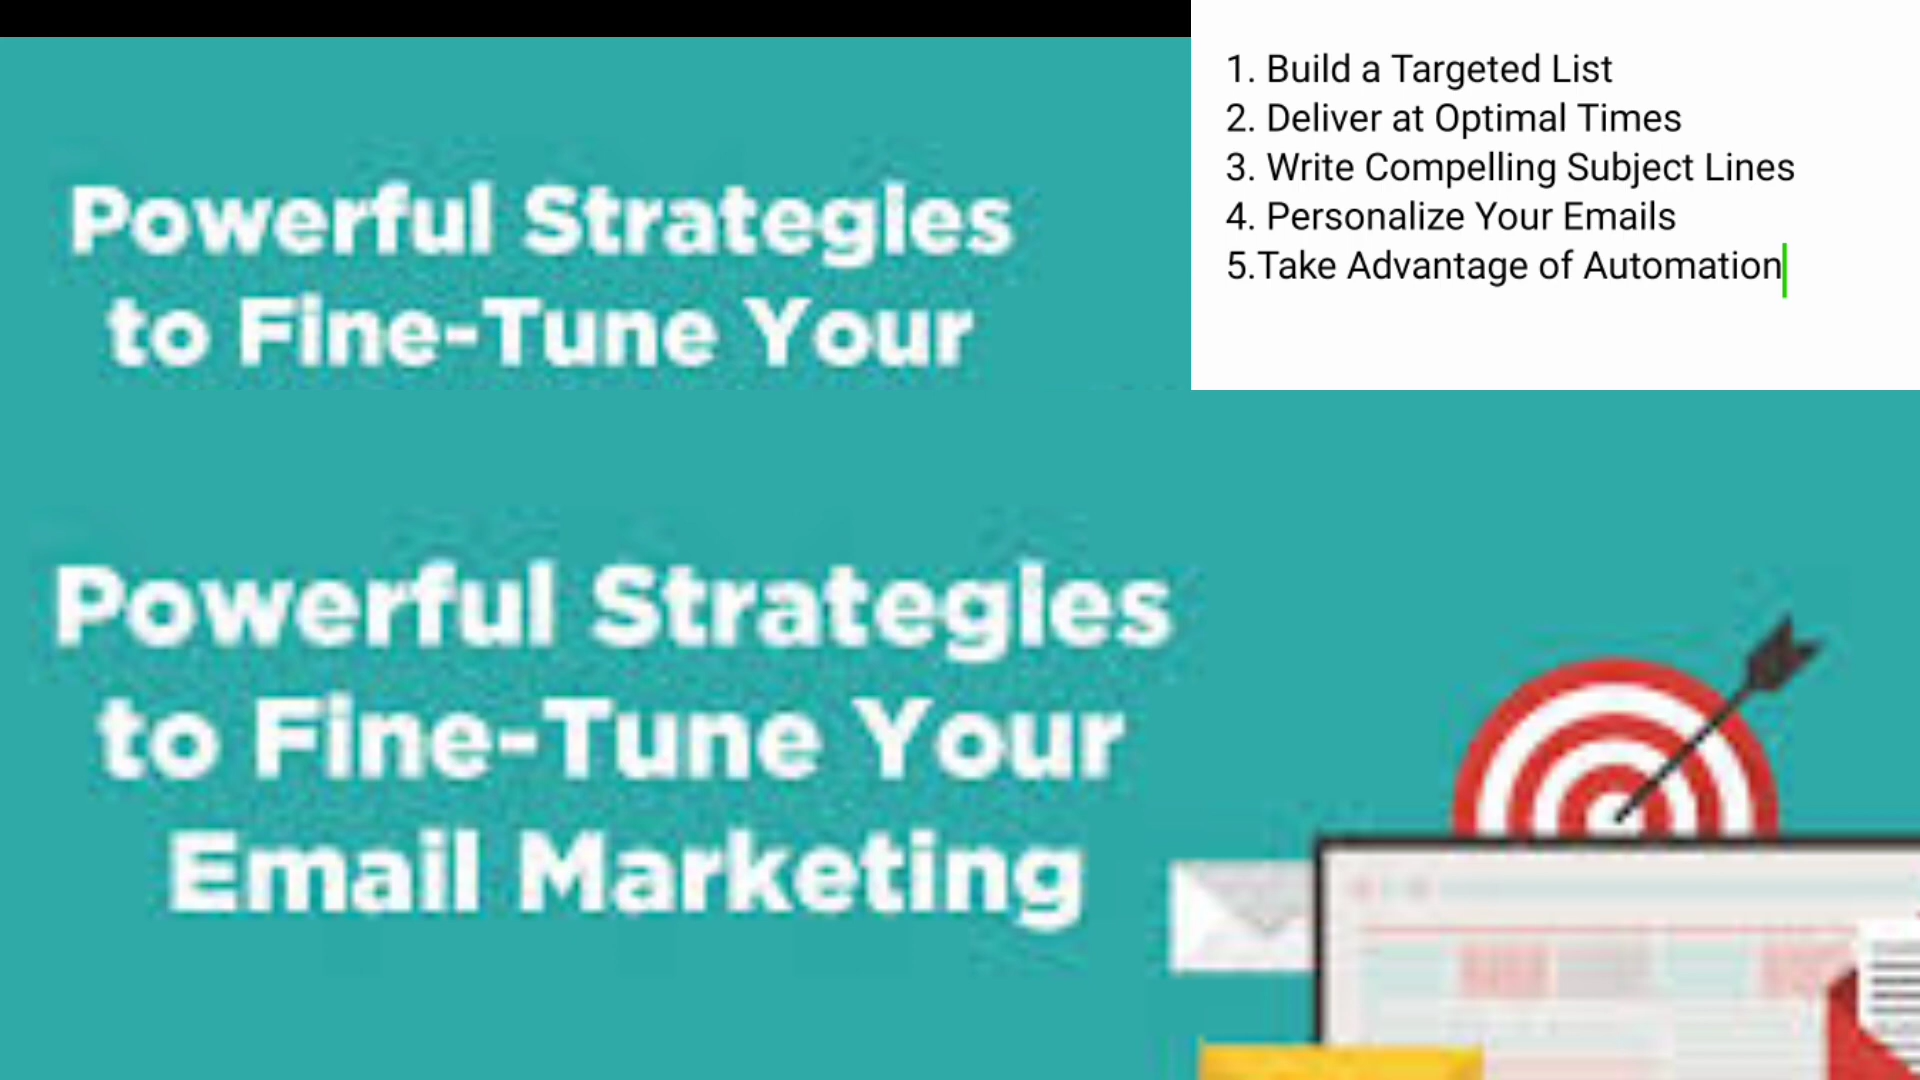 Powerful Strategies
to Fine-Tune Your
1. Build a Targeted List
2. Deliver at Optimal Times
3. Write Compelling Subject Lines
4. Personalize Your Emails
5.Take Advantage of Automation
Powerful Strategies
to Fine-Tune Your
Email Marketing